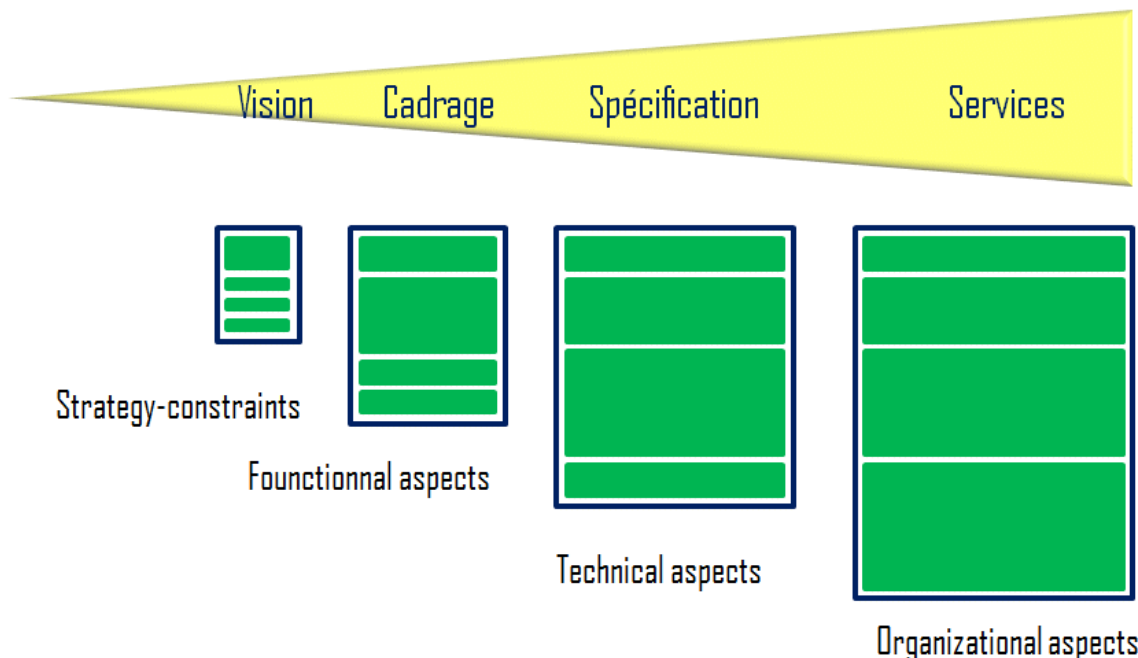 Vision
Cadrage
Spécification
Services
Strategy-constraints
Founctionnal aspects
Technical aspects
Organizational aspects